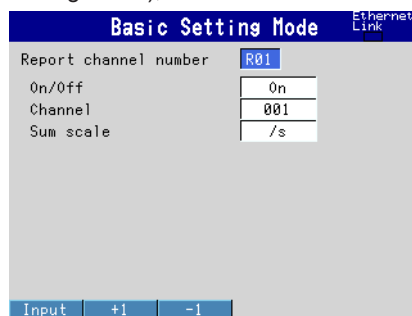 Basic Setting Mode
Ethernet
Link
Report channel number R01
On/Off On
Channel 001
Sum scale /s
Input +1 -1